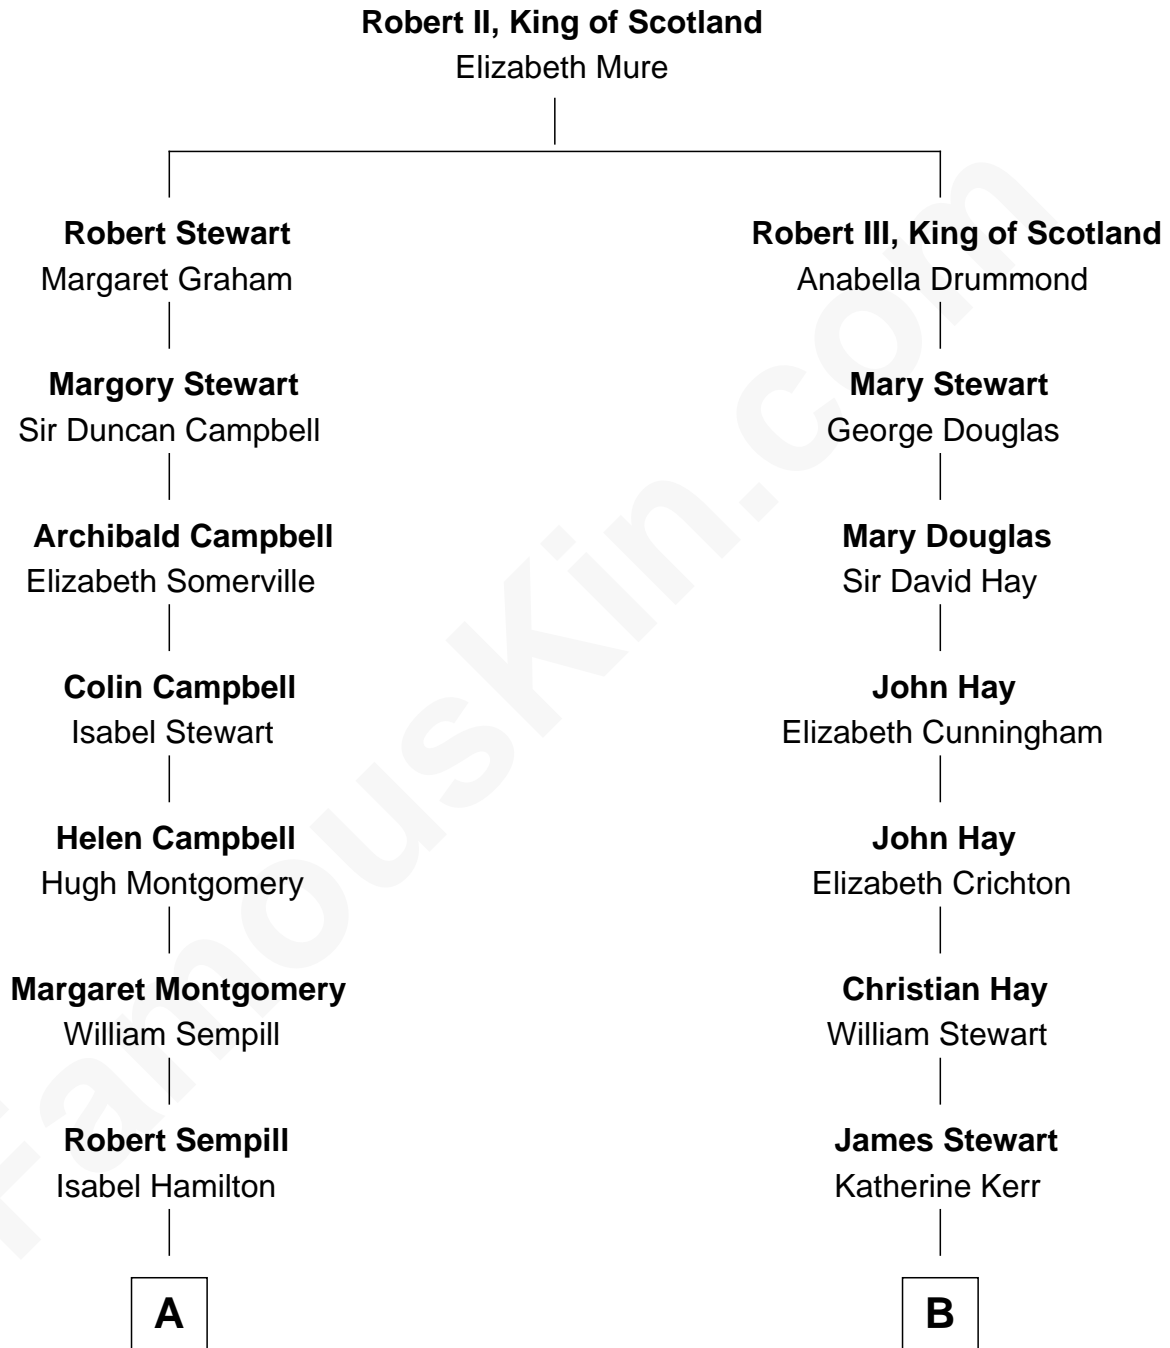 Robert II, King of Scotland
Elizabeth Mure
Robert Stewart
Margaret Graham
Margory Stewart
Sir Duncan Campbell
Archibald Campbell
Elizabeth Somerville
Colin Campbell
Isabel Stewart
Helen Campbell
Hugh Montgomery
Margaret Montgomery
William Sempill
Robert Sempill
Isabel Hamilton
A
Robert III, King of Scotland
Anabella Drummond
Mary Stewart
George Douglas
Mary Douglas
Sir David Hay
John Hay
Elizabeth Cunningham
John Hay
Elizabeth Crichton
Christian Hay
William Stewart
James Stewart
Katherine Kerr
B
FamousKin.com